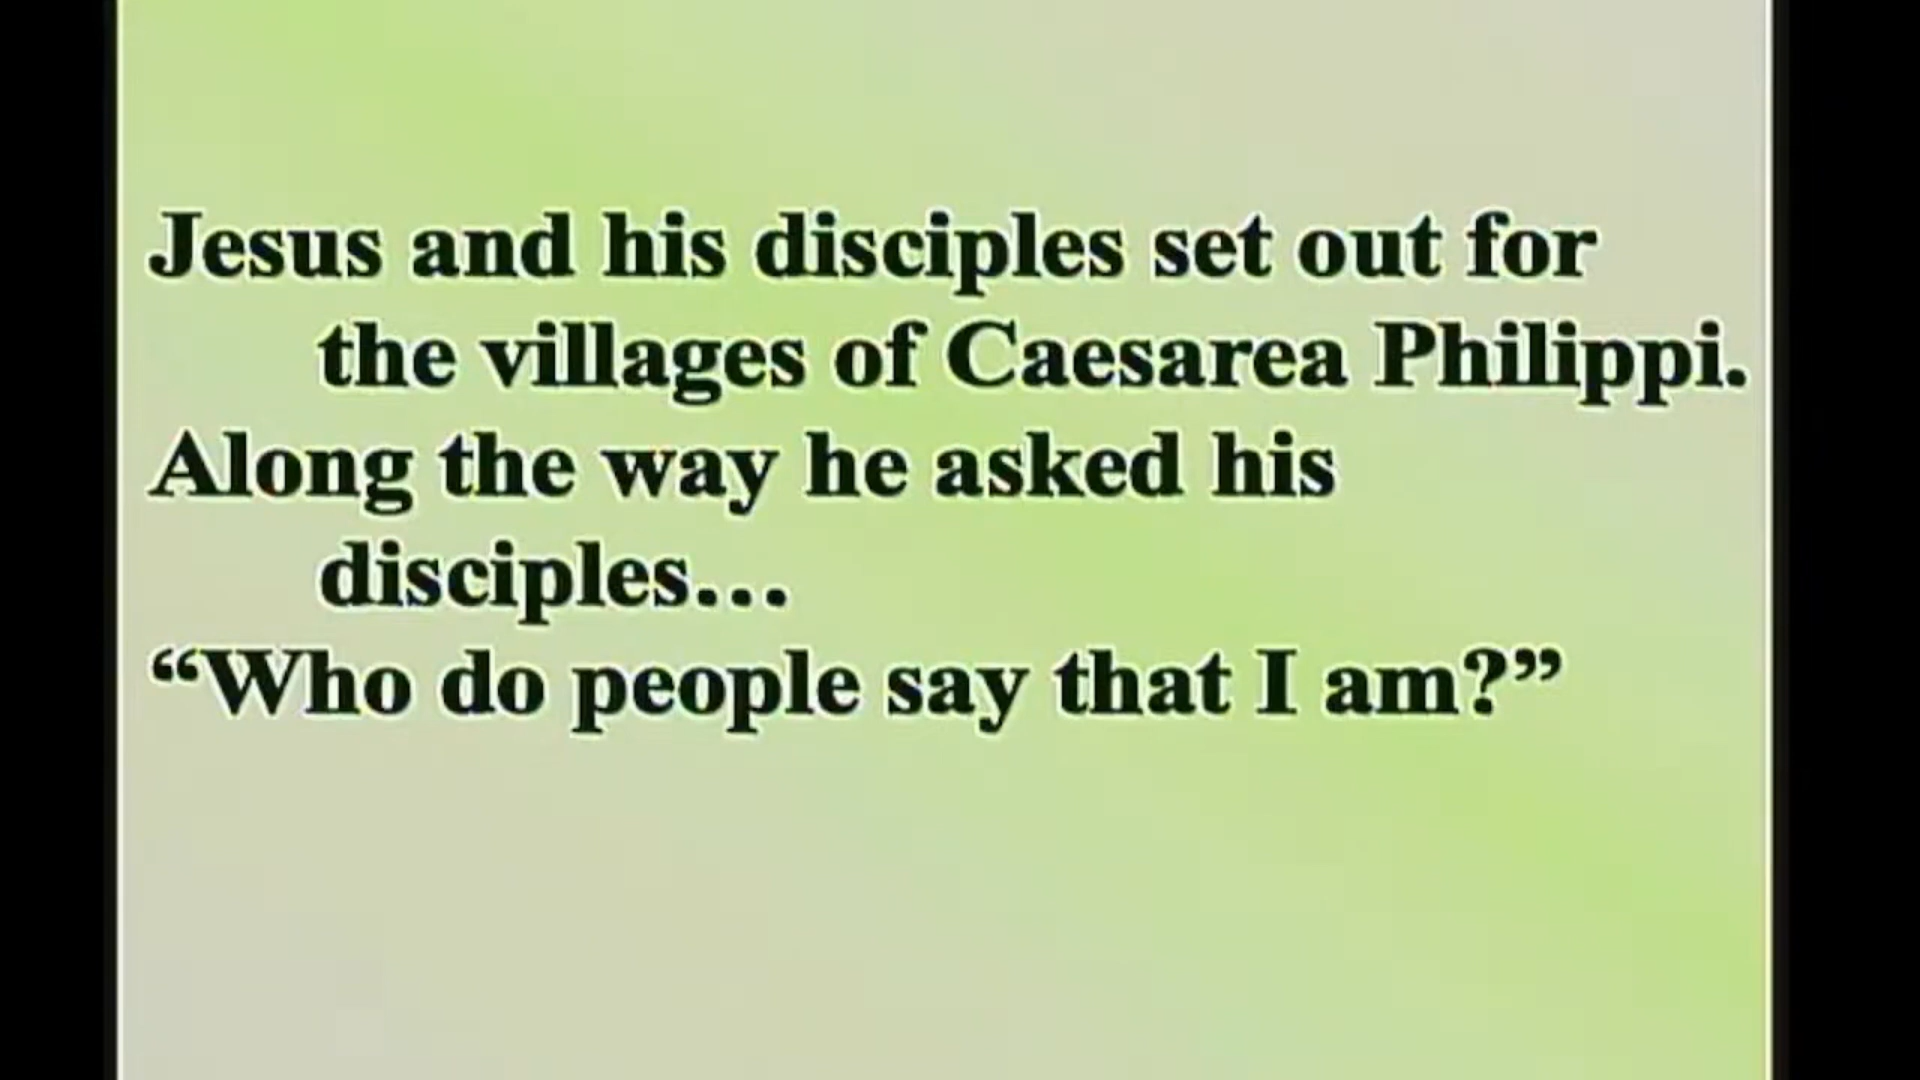 Jesus and his disciples set out for
the villages of Caesarea Philippi.
Along the way he asked his
disciples…
“Who do people say that I am?”